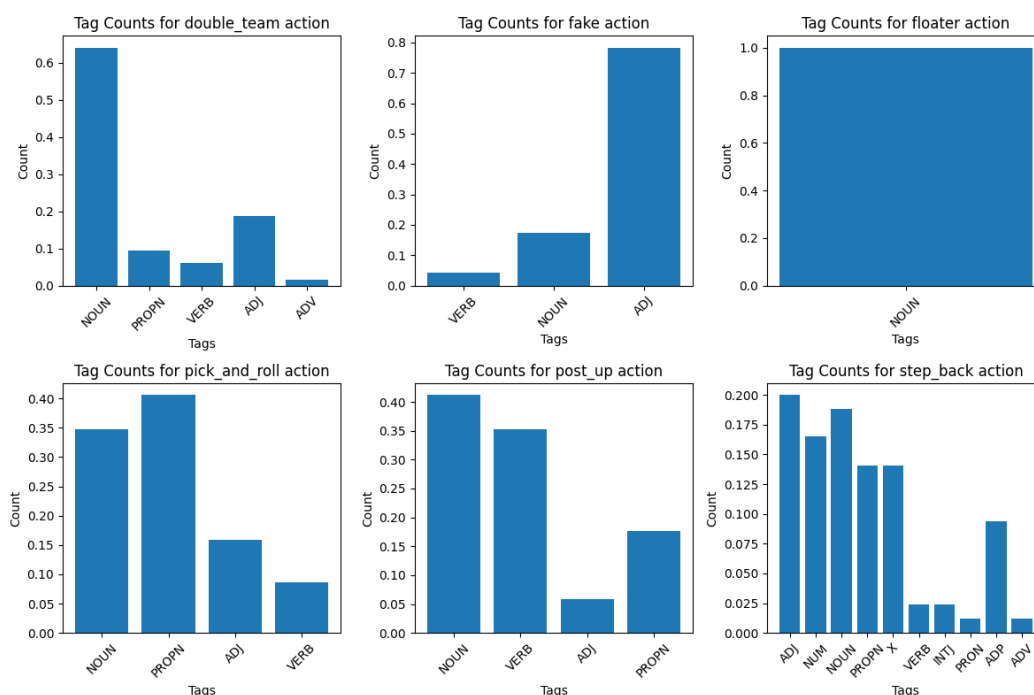 Tag Counts for double_team action
Count
0.6
0.5
0.4
0.3
0.2
0.1
0.0
NOUN
PROPN
VERB
ADJ
ADV
Tags
Tag Counts for fake action
Count
0.8
0.7
0.6
0.5
0.4
0.3
0.2
0.1
0.0
VERB
NOUN
ADJ
Tags
Tag Counts for floater action
Count
1.0
0.8
0.6
0.4
0.2
0.0
NOUN
Tags
Tag Counts for pick_and_roll action
Count
0.40
0.35
0.30
0.25
0.20
0.15
0.10
0.05
0.00
NOUN
PROPN
ADJ
VERB
Tags
Tag Counts for post_up action
Count
0.40
0.35
0.30
0.25
0.20
0.15
0.10
0.05
0.00
NOUN
VERB
ADJ
PROPN
Tags
Tag Counts for step_back action
Count
0.200
0.175
0.150
0.125
0.100
0.075
0.050
0.025
0.000
ADJ
NUM
NOUN
PROPN
X
VERB
INTJ
PRON
ADP
ADV
Tags